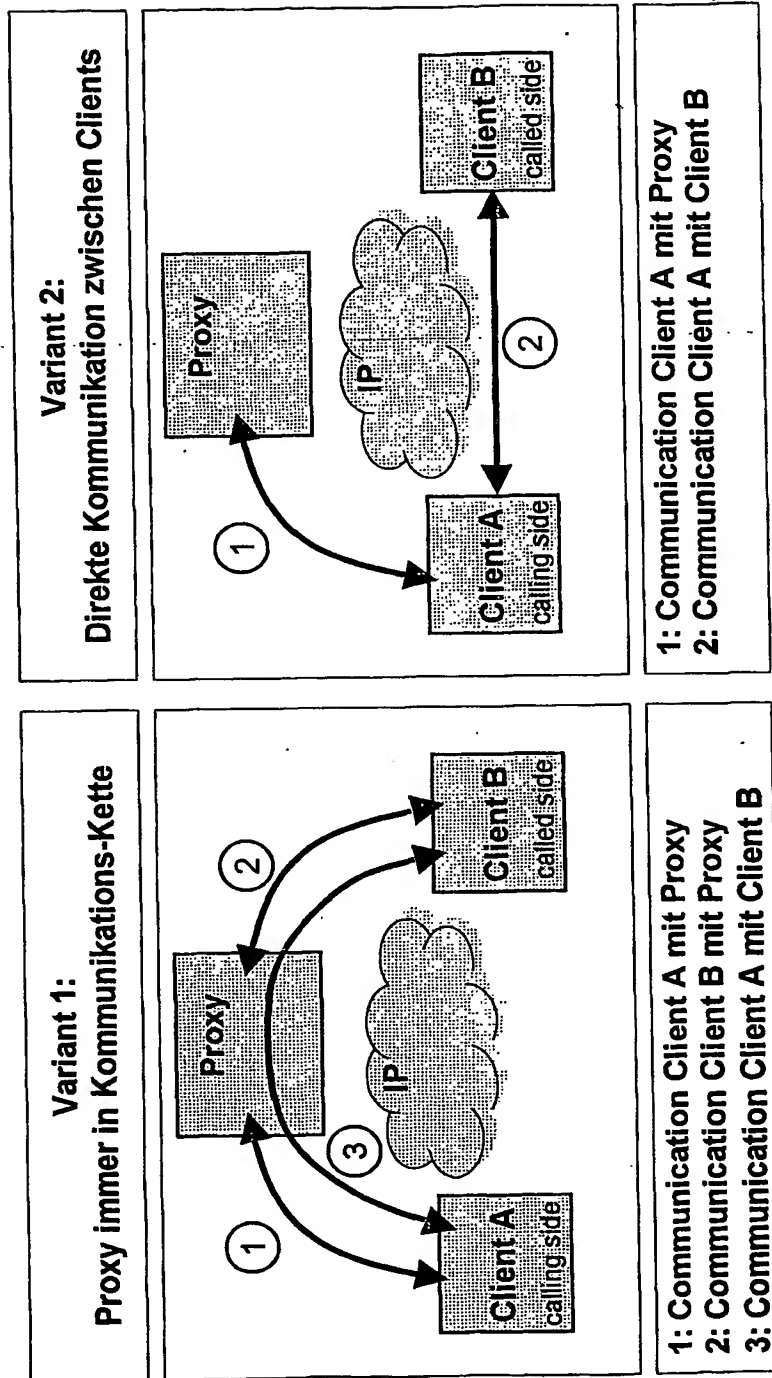 Variant 1:
Proxy immer in Kommunikations-Kette
Proxy
1
2
3
IP
Client A
calling side
Client B
called side
1: Communication Client A mit Proxy
2: Communication Client B mit Proxy
3: Communication Client A mit Client B
Variant 2:
Direkte Kommunikation zwischen Clients
Proxy
1
IP
2
Client A
calling side
Client B
called side
1: Communication Client A mit Proxy
2: Communication Client A mit Client B